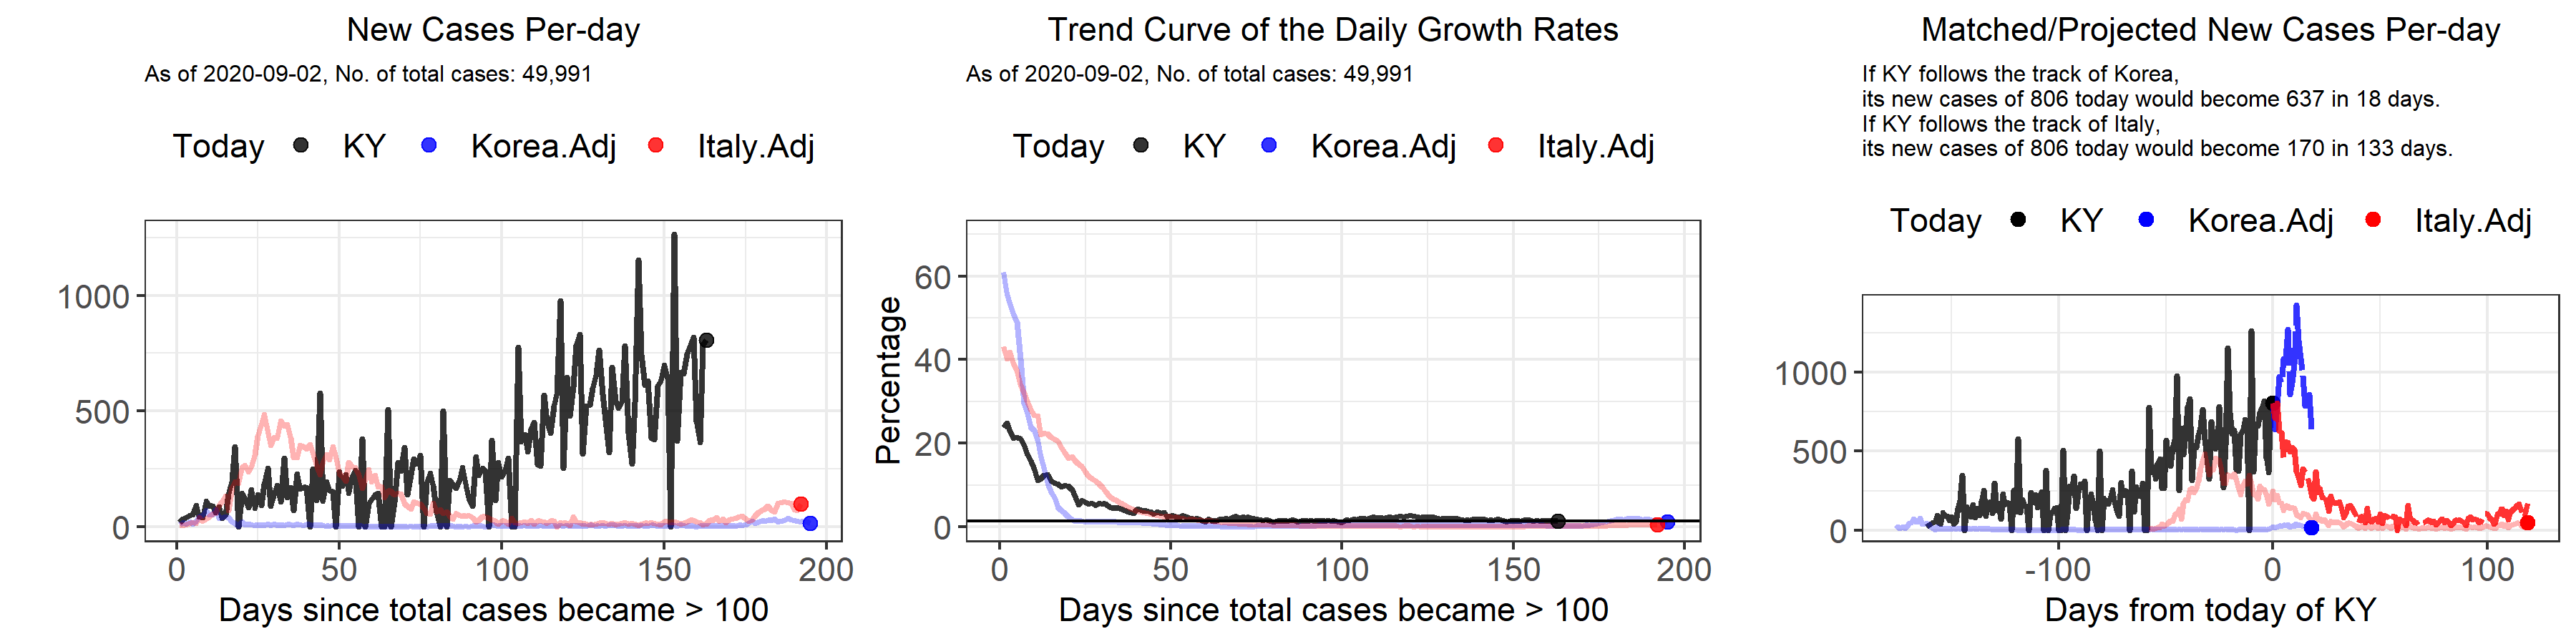 New Cases Per-day
As of 2020-09-02, No. of total cases: 49,991
Today KY Korea.Adj Italy.Adj
1000
500
0
0 50 100 150 200
Days since total cases became > 100
Trend Curve of the Daily Growth Rates
As of 2020-09-02, No. of total cases: 49,991
Today KY Korea.Adj Italy.Adj
Percentage
60
40
20
0
0 50 100 150 200
Days since total cases became > 100
Matched/Projected New Cases Per-day
If KY follows the track of Korea,
its new cases of 806 today would become 637 in 18 days.
If KY follows the track of Italy,
its new cases of 806 today would become 170 in 133 days.
Today KY Korea.Adj Italy.Adj
1000
500
0
-100 0 100
Days from today of KY